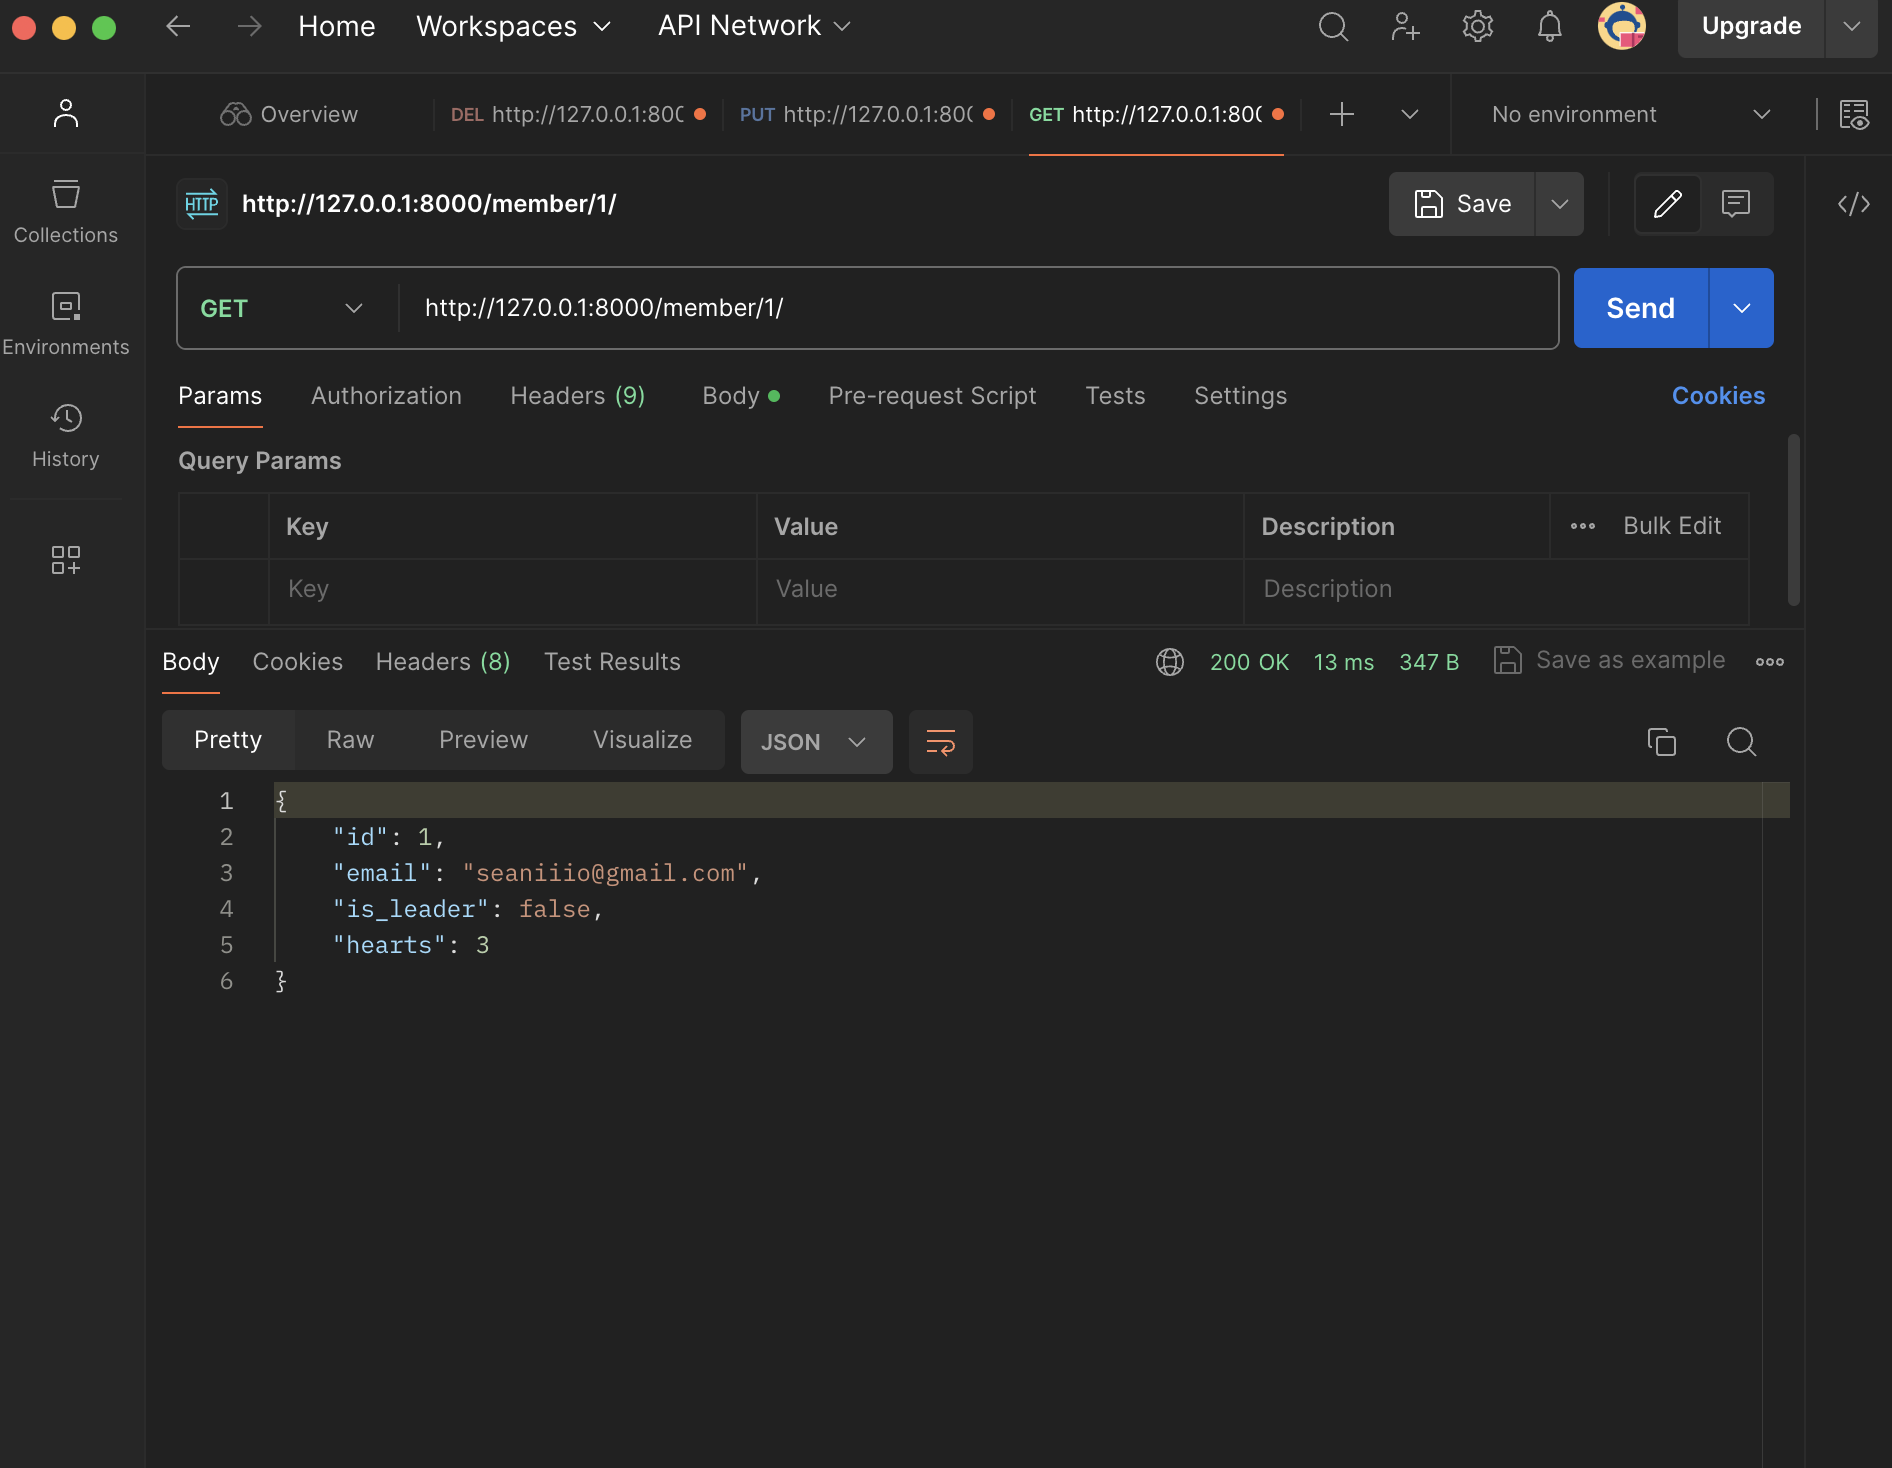 Home Workspaces API Network Upgrade
Overview DEL http://127.0.0.1:800 PUT http://127.0.0.1:800 GET http://127.0.0.1:800 No environment
HTTP http://127.0.0.1:8000/member/1/ Save
Collections
GET http://127.0.0.1:8000/member/1/ Send
Environments
Params Authorization Headers (9) Body Pre-request Script Tests Settings Cookies
History
Query Params
Key Value Description Bulk Edit
Key Value Description
Body Cookies Headers (8) Test Results 200 OK 13 ms 347 B Save as example
Pretty Raw Preview Visualize JSON
1 {
2 "id": 1,
3 "email": "seaniiio@gmail.com",
4 "is_leader": false,
5 "hearts": 3
6 }